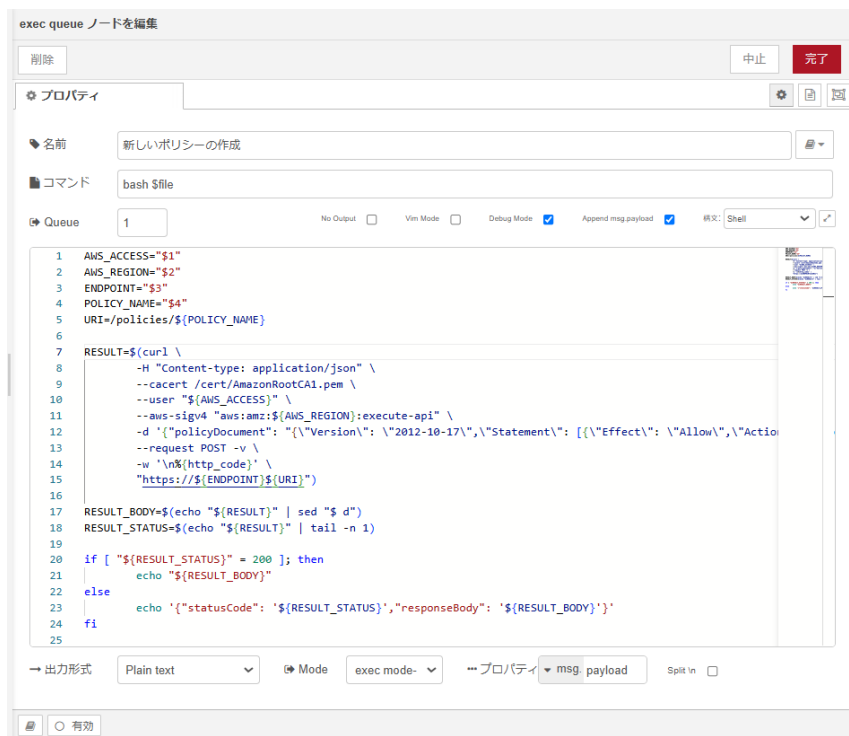 exec queue ノードを編集
削除 中止 完了
プロパティ
名前 新しいポリシーの作成
コマンド bash $file
Queue 1 No Output Vim Mode Debug Mode Append msg.payload 構文: Shell
1 AWS_ACCESS="$1"
2 AWS_REGION="$2"
3 ENDPOINT="$3"
4 POLICY_NAME="$4"
5 URI=/policies/${POLICY_NAME}
6
7 RESULT=$(curl \
8 -H "Content-type: application/json" \
9 --cacert /cert/AmazonRootCA1.pem \
10 --user "${AWS_ACCESS}" \
11 --aws-sigv4 "aws:amz:${AWS_REGION}:execute-api" \
12 -d '{"policyDocument": "{\"Version\": \"2012-10-17\",\"Statement\": [{\"Effect\": \"Allow\",\"Action
13 --request POST -v \
14 -w '\n%{http_code}' \
15 "https://${ENDPOINT}${URI}")
16
17 RESULT_BODY=$(echo "${RESULT}" | sed "$ d")
18 RESULT_STATUS=$(echo "${RESULT}" | tail -n 1)
19
20 if [ "${RESULT_STATUS}" = 200 ]; then
21 echo "${RESULT_BODY}"
22 else
23 echo '{"statusCode": '${RESULT_STATUS}',"responseBody": '${RESULT_BODY}'}'
24 fi
25
出力形式 Plain text Mode exec mode- プロパティ msg. payload Split \n
有効